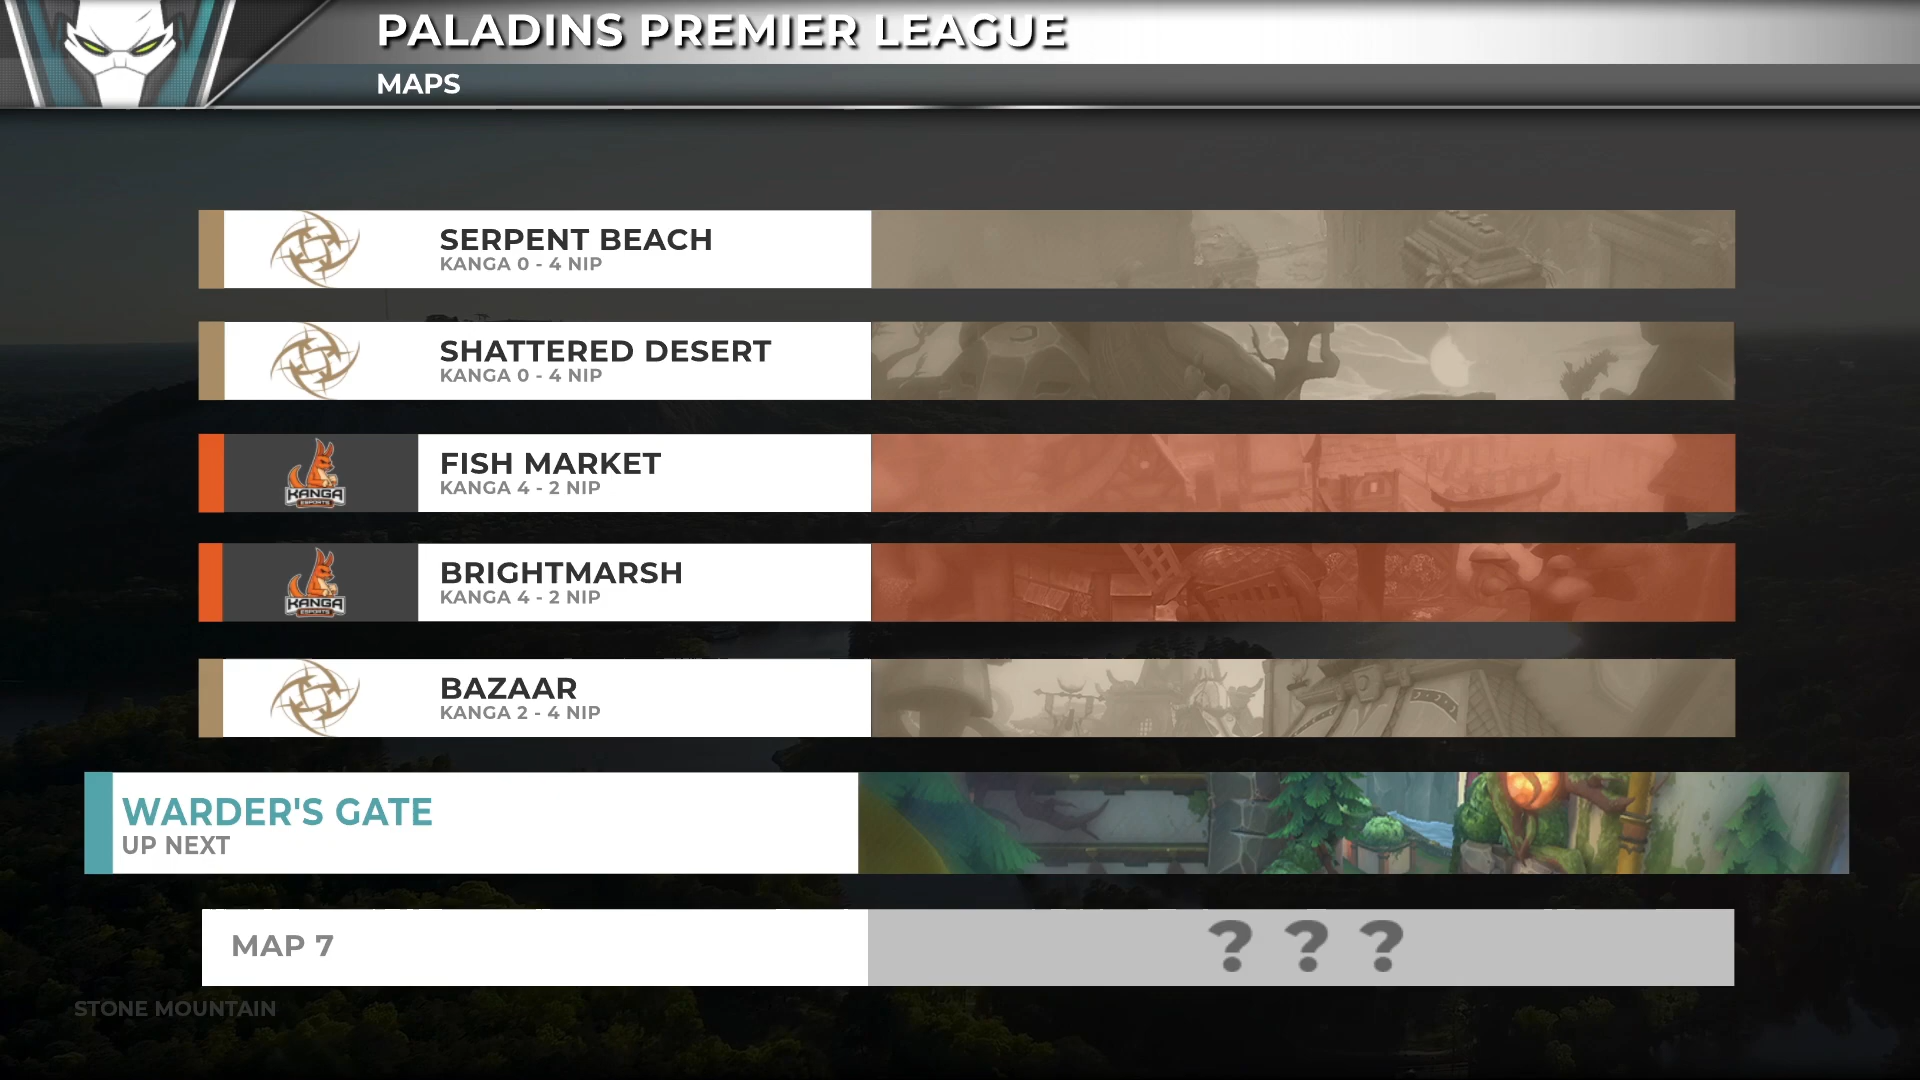 PALADINS PREMIER LEAGUE
MAPS
SERPENT BEACH
KANGA 0 - 4 NIP
SHATTERED DESERT
KANGA 0 - 4 NIP
KANGA
ESPORTS
FISH MARKET
KANGA 4 - 2 NIP
KANGA
ESPORTS
BRIGHTMARSH
KANGA 4 - 2 NIP
BAZAAR
KANGA 2 - 4 NIP
WARDER'S GATE
UP NEXT
MAP 7
? ? ?
STONE MOUNTAIN